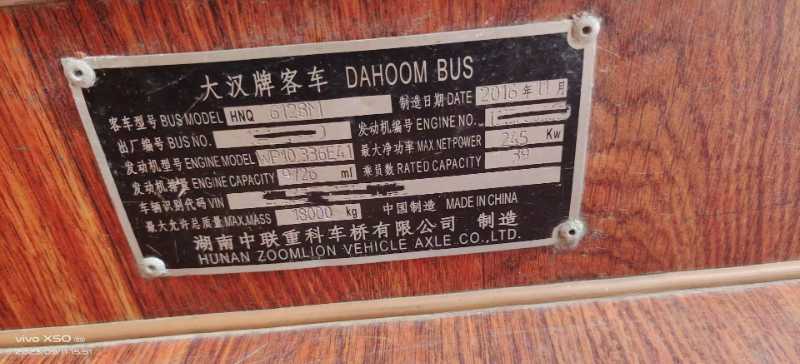 大汉牌客车 DAHOOM BUS
客车型号 BUS MODEL HNQ 6128M 制造日期 DATE 2016年11月
出厂编号 BUS NO. 发动机编号 ENGINE NO.
发动机型号 ENGINE MODEL WP10.336E41 最大净功率 MAX.NET POWER 245 Kw
发动机排量 ENGINE CAPACITY 9726 ml 乘员数 RATED CAPACITY 39
车辆识别代码 VIN
最大允许总质量 MAX.MASS 18000 kg 中国制造 MADE IN CHINA
湖南中联重科车桥有限公司 制造
HUNAN ZOOMLION VEHICLE AXLE CO.,LTD.
vivo X50